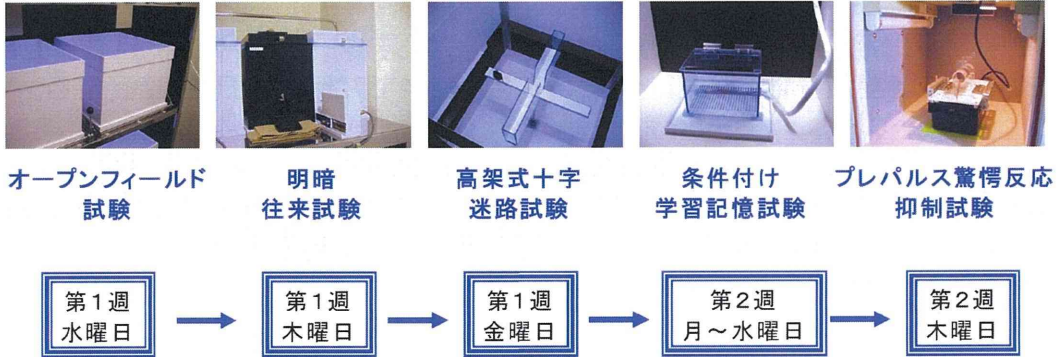 オープンフィールド
試験
明暗
往来試験
高架式十字
迷路試験
条件付け
学習記憶試験
プレパルス驚愕反応
抑制試験
第1週
水曜日
第1週
木曜日
第1週
金曜日
第2週
月～水曜日
第2週
木曜日